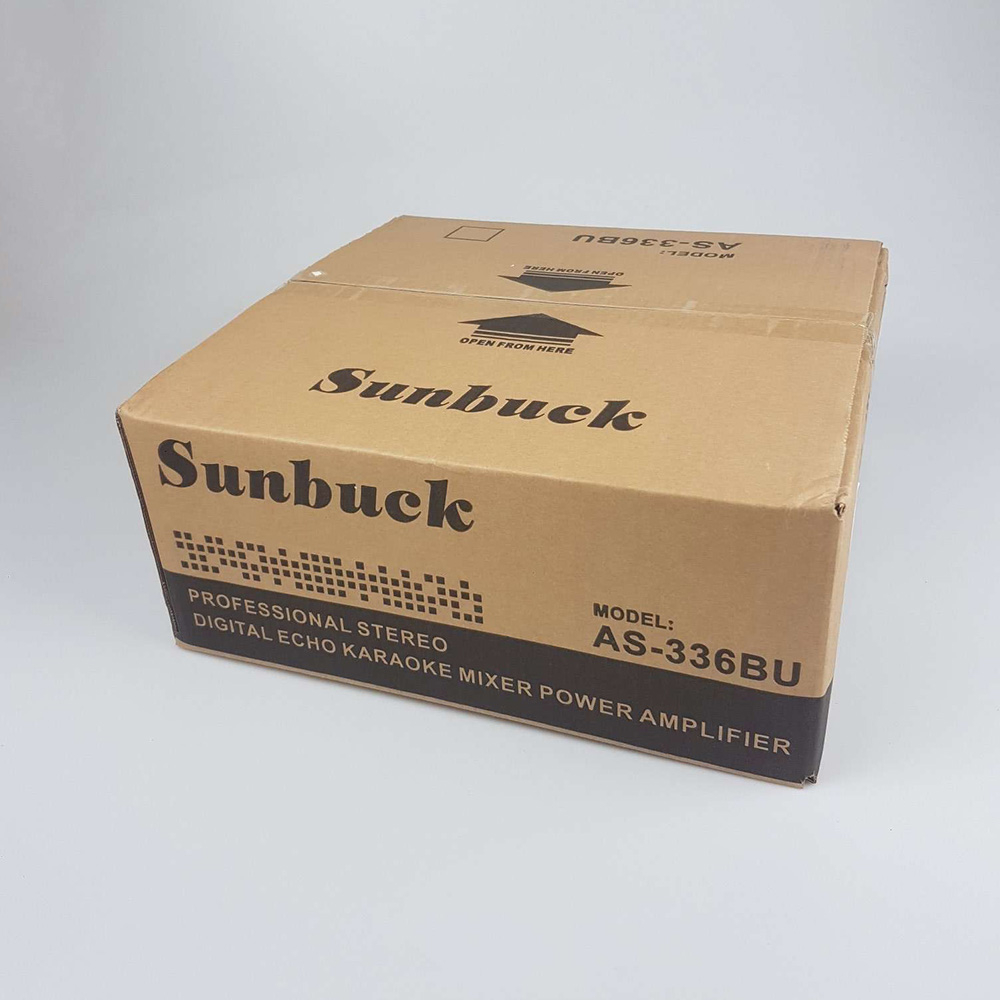 MODEL:
AS-336BU
OPEN FROM HERE
OPEN FROM HERE
Sunbuck
Sunbuck
PROFESSIONAL STEREO
DIGITAL ECHO KARAOKE MIXER POWER AMPLIFIER
MODEL:
AS-336BU